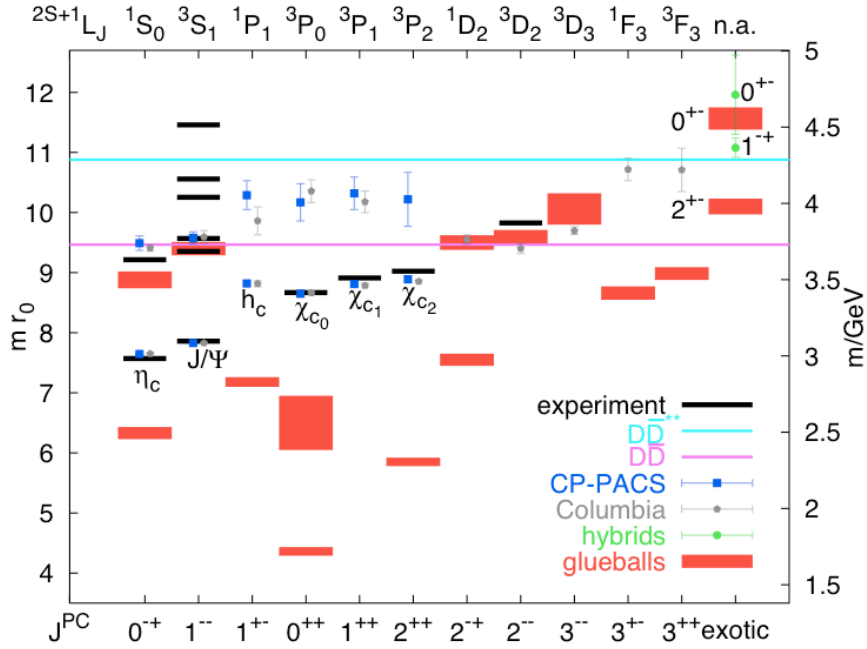 2S+1L_J 1S0 3S1 1P1 3P0 3P1 3P2 1D2 3D2 3D3 1F3 3F3 n.a.
12
11
10
9
8
7
6
5
4
m r0
5
4.5
4
3.5
3
2.5
2
1.5
m/GeV
0+-
0+-
1-+
2+-
hc
χc0
χc1
χc2
ηc
J/Ψ
experiment
DD̅**
DD̅
CP-PACS
Columbia
hybrids
glueballs
JPC 0-+ 1-- 1+- 0++ 1++ 2++ 2-+ 2-- 3-- 3+- 3++ exotic